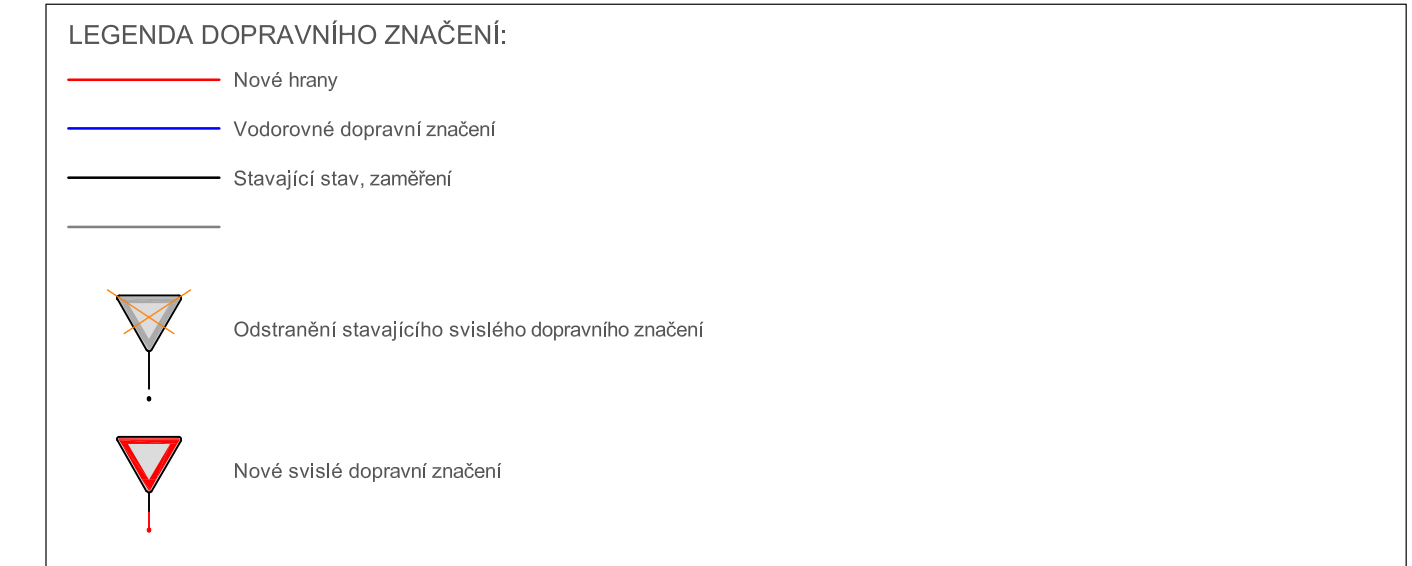 LEGENDA DOPRAVNÍHO ZNAČENÍ:
Nové hrany
Vodorovné dopravní značení
Stavající stav, zaměření
Odstranění stavajícího svislého dopravního značení
Nové svislé dopravní značení